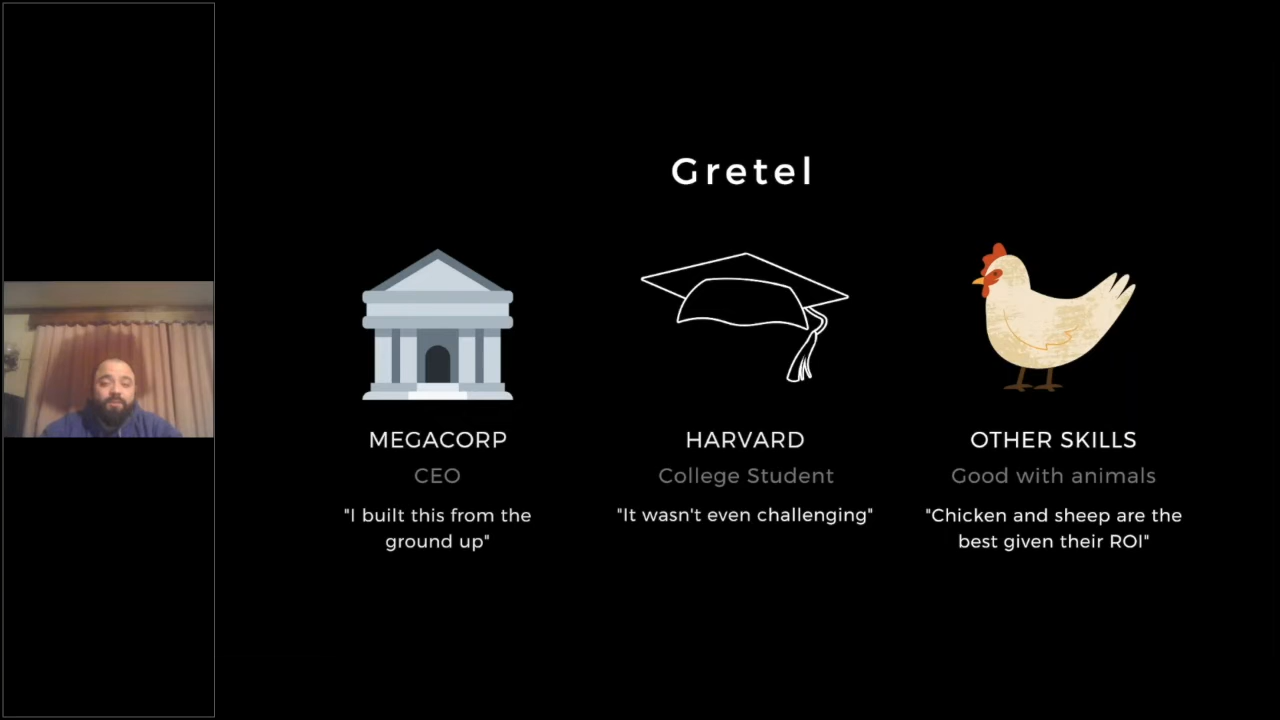 Gretel
MEGACORP
CEO
"I built this from the
ground up"
HARVARD
College Student
"It wasn't even challenging"
OTHER SKILLS
Good with animals
"Chicken and sheep are the
best given their ROI"